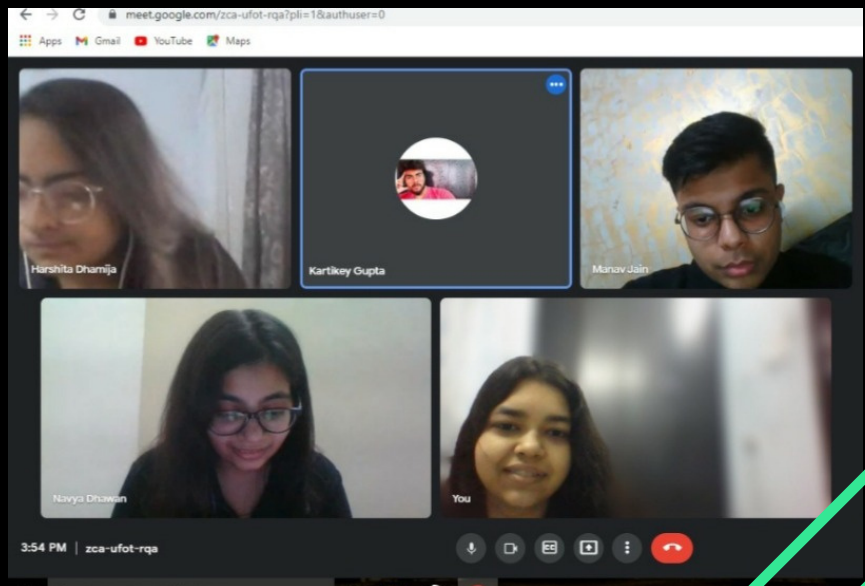 meet.google.com/zca-ufot-rqa?pli=1&authuser=0
Apps Gmail YouTube Maps
Harshita Dhamija
Kartikey Gupta
Manav Jain
Navya Dhawan
You
3:54 PM | zca-ufot-rqa
CC